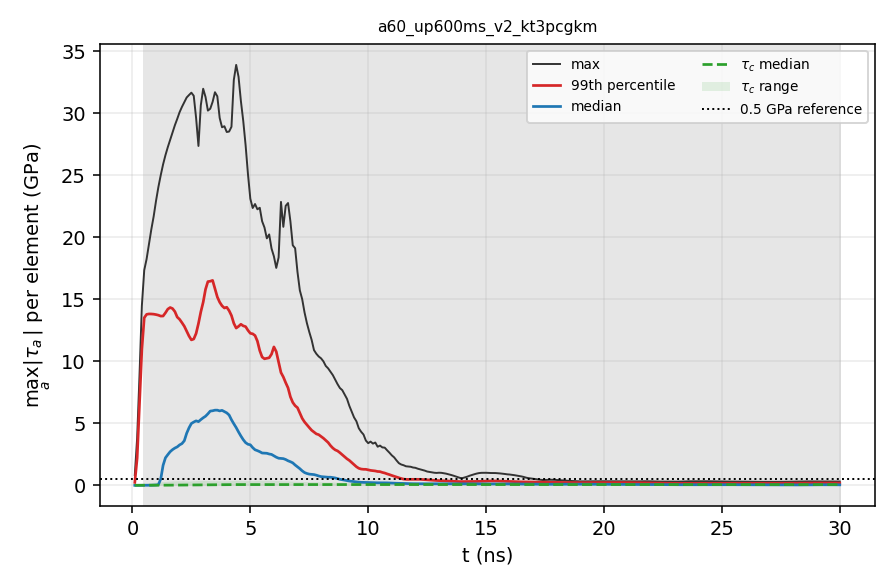 a60_up600ms_v2_kt3pcgkm
max
99th percentile
median
τc median
τc range
0.5 GPa reference
max|τa| per element (GPa)
a
35
30
25
20
15
10
5
0
0 5 10 15 20 25 30
t (ns)